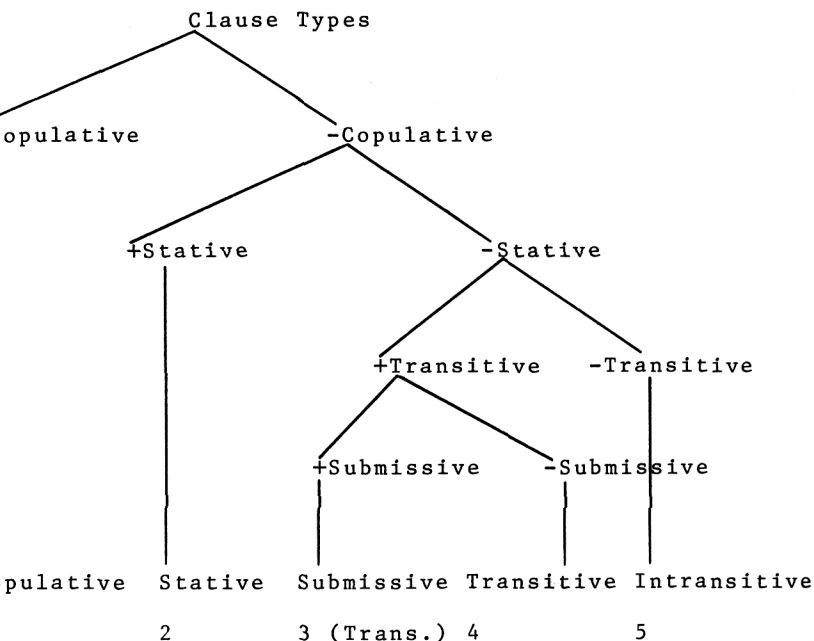 Clause Types
opulative -Copulative
+Stative -Stative
+Transitive -Transitive
+Submissive -Submissive
pulative Stative Submissive Transitive Intransitive
2 3 (Trans.) 4 5